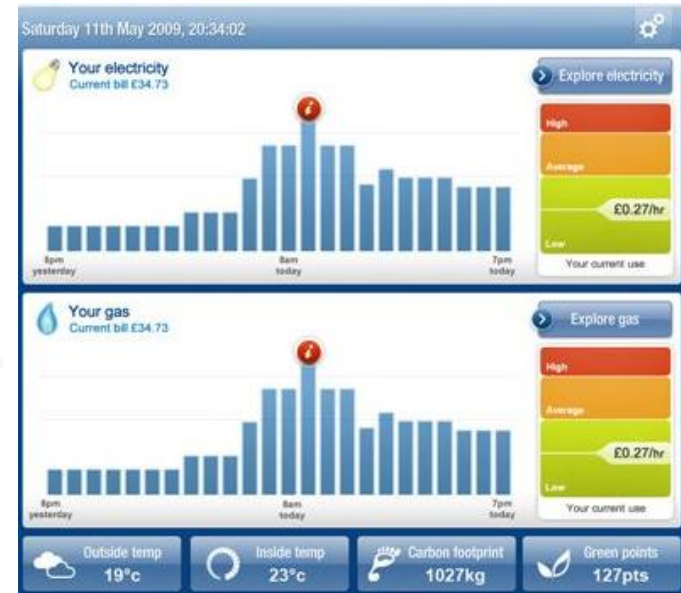 Saturday 11th May 2009, 20:34:02
Your electricity
Current bill £34.73
Explore electricity
High
Average
£0.27/hr
Low
Your current use
8pm
yesterday
8am
today
7pm
today
Your gas
Current bill £34.73
Explore gas
High
Average
£0.27/hr
Low
Your current use
8pm
yesterday
8am
today
7pm
today
Outside temp
19°c
Inside temp
23°c
Carbon footprint
1027kg
Green points
127pts